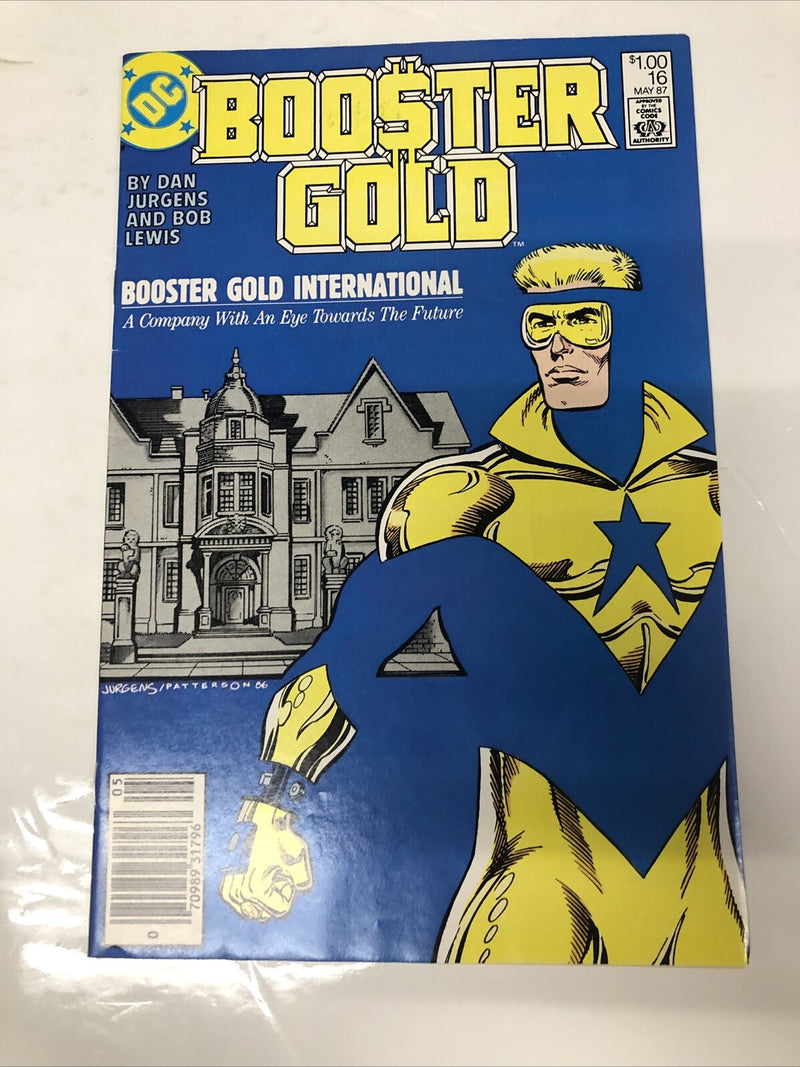 DC
BOO$TER
GOLD
™
$1.00
16
MAY 87
APPROVED
BY THE
COMICS
CODE
CA
AUTHORITY
BY DAN
JURGENS
AND BOB
LEWIS
BOOSTER GOLD INTERNATIONAL
A Company With An Eye Towards The Future
JURGENS/PATTERSON 86
05
0 70989 31796